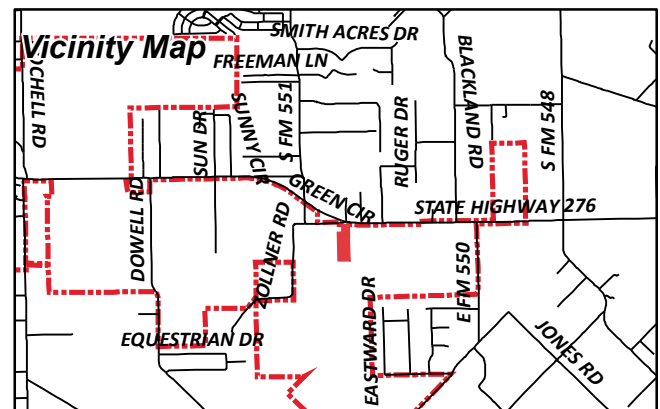 SMITH ACRES DR
Vicinity Map
FREEMAN LN
OCHELL RD
BLACKLAND RD
S FM 551
S FM 548
SUNNY CIR
SUN DR
RUGER DR
GREEN CIR
STATE HIGHWAY 276
DOWELL RD
ZOLLNER RD
E FM 550
EASTWARD DR
EQUESTRIAN DR
JONES RD